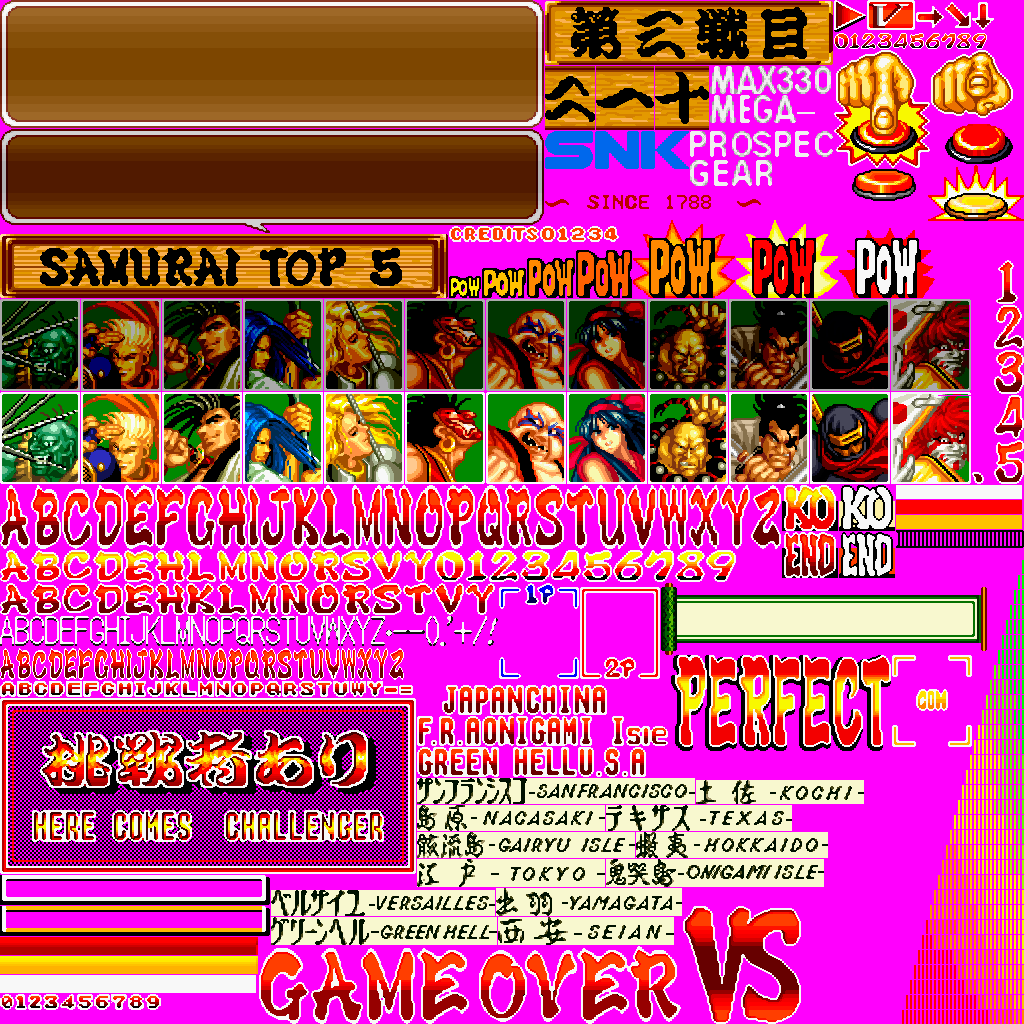 第三戦目
0123456789
二一十
MAX330
MEGA-
SNK
PROSPEC
GEAR
SINCE 1788
CREDITS01234
SAMURAI TOP 5
POW POW POW POW POW POW POW
1
2
3
4
.5
ABCDEFGHIJKLMNOPQRSTUVWXYZ
KO KO
END END
ABCDEHLMNORSVY0123456789
ABCDEHKLMNORSTVY
1P
ABCDEFGHIJKLMNOPQRSTUVWXYZ·—-().'+/!
ABCDEFGHIJKLMNOPQRSTUVWXYZ
2P
ABCDEFGHIJKLMNOPQRSTUWY-=
PERFECT
COM
JAPANCHINA
F.R.AONIGAMI Isle
GREEN HELLU.S.A
挑戦者あり
HERE COMES CHALLENGER
サンフランシスコ-SANFRANCISCO-土佐-KOCHI-
島原-NAGASAKI-テキサス-TEXAS-
骸流島-GAIRYU ISLE-蝦夷-HOKKAIDO-
江戸-TOKYO-鬼哭島-ONIGAMI ISLE-
ベルサイユ-VERSAILLES-出羽-YAMAGATA-
グリーンヘル-GREEN HELL-西安-SEIAN-
GAME OVER
VS
0123456789